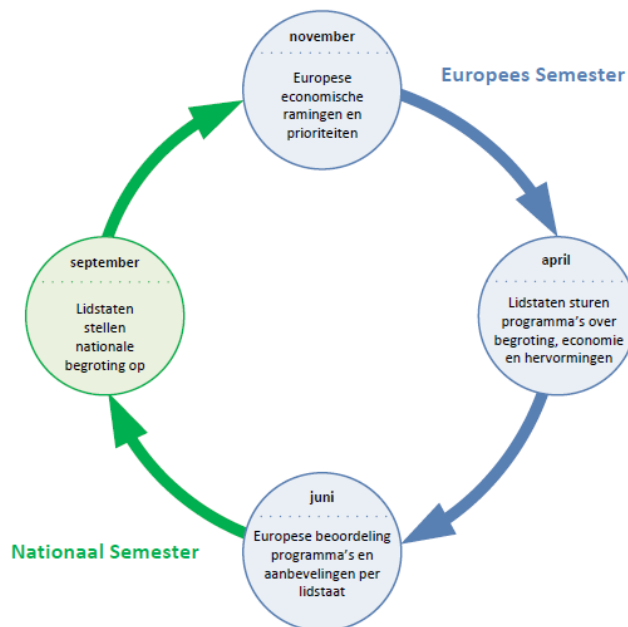 november
Europese
economische
ramingen en
prioriteiten
Europees Semester
september
Lidstaten
stellen
nationale
begroting op
april
Lidstaten sturen
programma's over
begroting, economie
en hervormingen
juni
Europese beoordeling
programma's en
aanbevelingen per
lidstaat
Nationaal Semester